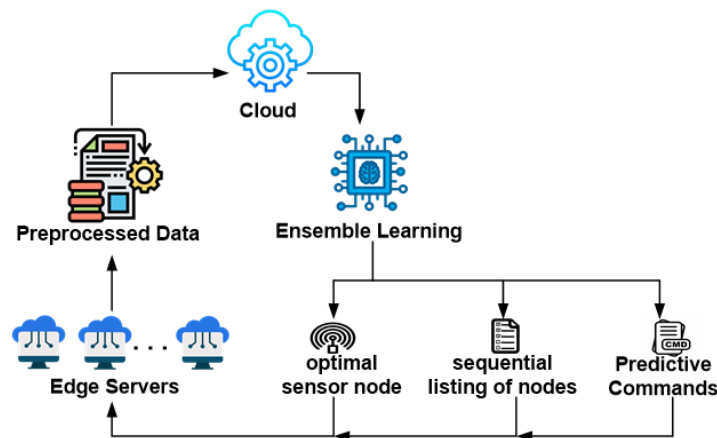 Cloud
Preprocessed Data
Ensemble Learning
Edge Servers
optimal
sensor node
sequential
listing of nodes
CMD
Predictive
Commands